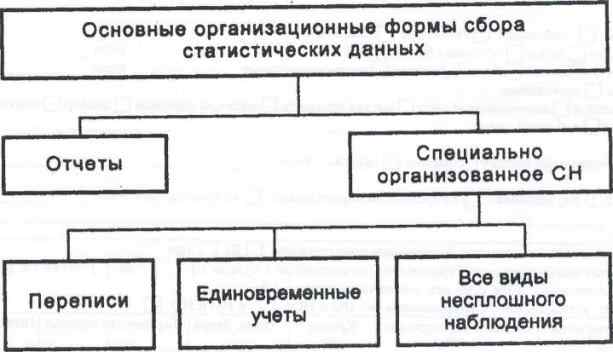 Основные организационные формы сбора
статистических данных
Отчеты
Специально
организованное СН
Переписи
Единовременные
учеты
Все виды
несплошного
наблюдения